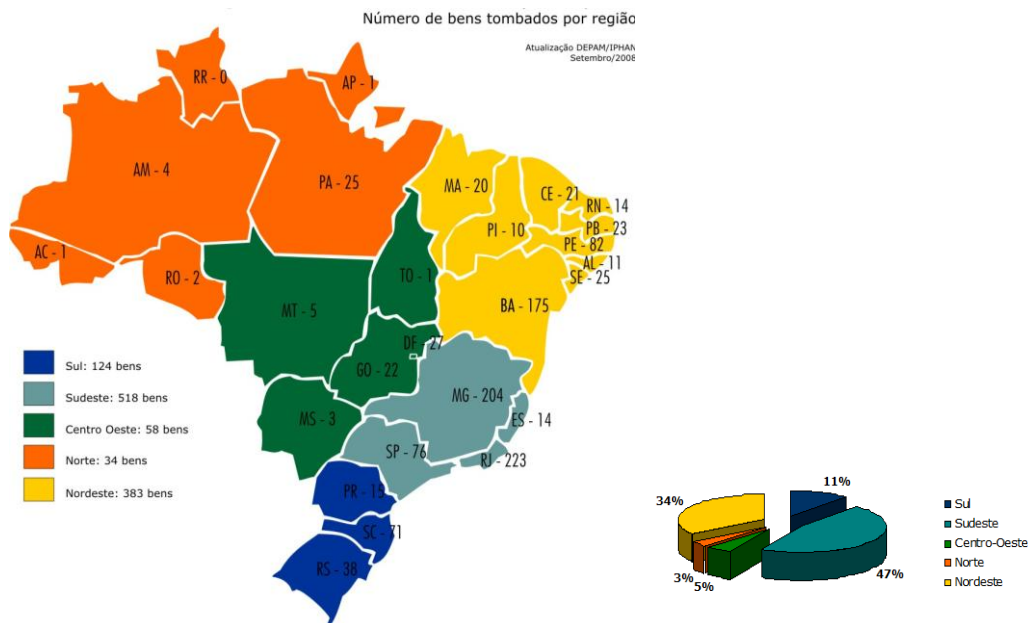 Número de bens tombados por região
Atualização DEPAM/IPHAN
Setembro/2008
RR - 0
AP - 1
AM - 4
PA - 25
MA - 20
CE - 21
RN - 14
PI - 10
PB - 23
PE - 82
AL - 11
SE - 25
AC - 1
RO - 2
TO - 1
MT - 5
BA - 175
DF - 27
GO - 22
MG - 204
MS - 3
ES - 14
SP - 76
RJ - 223
PR - 15
SC - 71
RS - 38
Sul: 124 bens
Sudeste: 518 bens
Centro Oeste: 58 bens
Norte: 34 bens
Nordeste: 383 bens
11%
34%
47%
3%
5%
Sul
Sudeste
Centro-Oeste
Norte
Nordeste